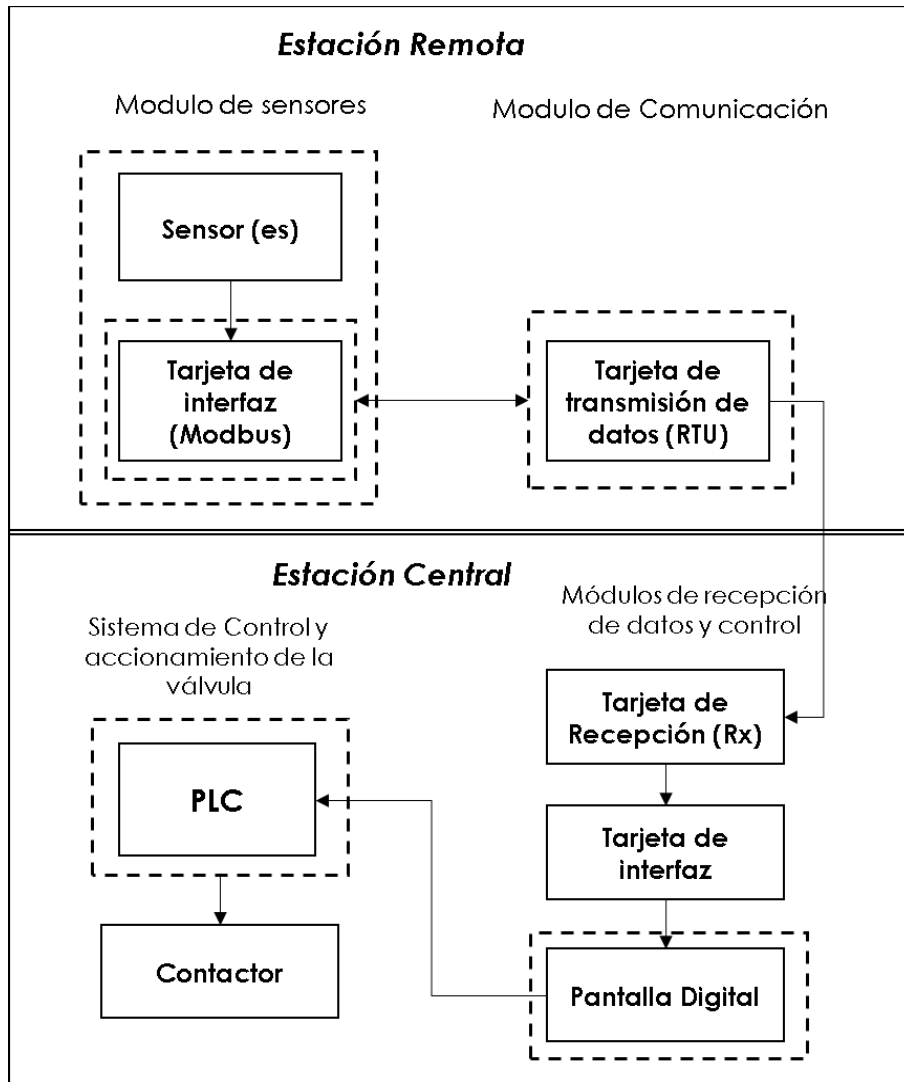 Estación Remota
Modulo de sensores
Modulo de Comunicación
Sensor (es)
Tarjeta de
interfaz
(Modbus)
Tarjeta de
transmisión de
datos (RTU)
Estación Central
Sistema de Control y
accionamiento de la
válvula
Módulos de recepción
de datos y control
Tarjeta de
Recepción (Rx)
PLC
Tarjeta de
interfaz
Contactor
Pantalla Digital